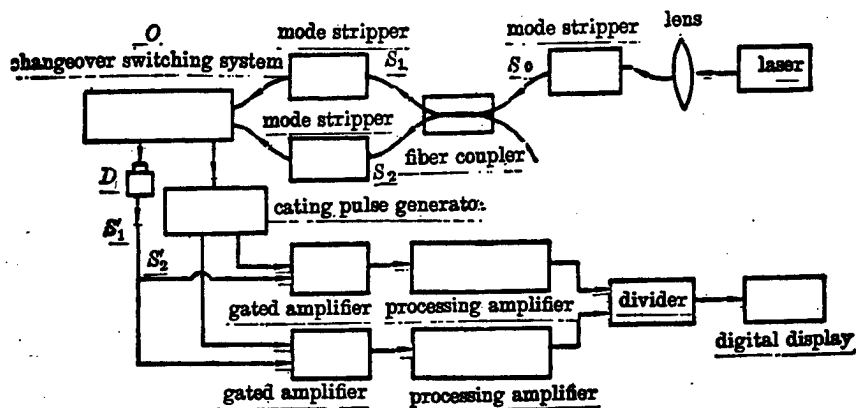 O
changeover switching system
mode stripper
S₁
mode stripper
S₀
lens
laser
mode stripper
S₂
fiber coupler
D
cating pulse generator
S′₁
S′₂
gated amplifier
processing amplifier
divider
digital display
gated amplifier
processing amplifier